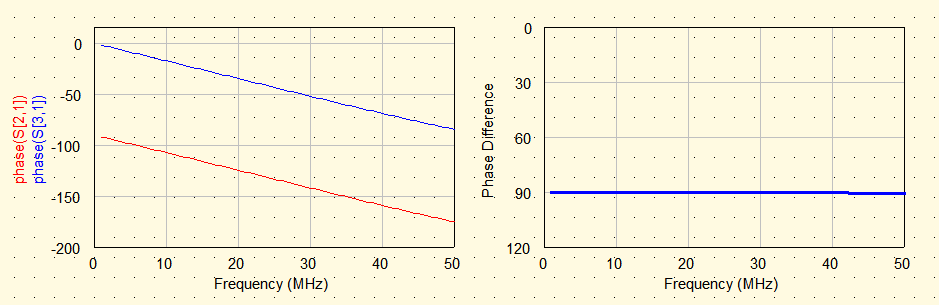 phase(S[2,1])
phase(S[3,1])
0
-50
-100
-150
-200
0 10 20 30 40 50
Frequency (MHz)
Phase Difference
0
30
60
90
120
0 10 20 30 40 50
Frequency (MHz)